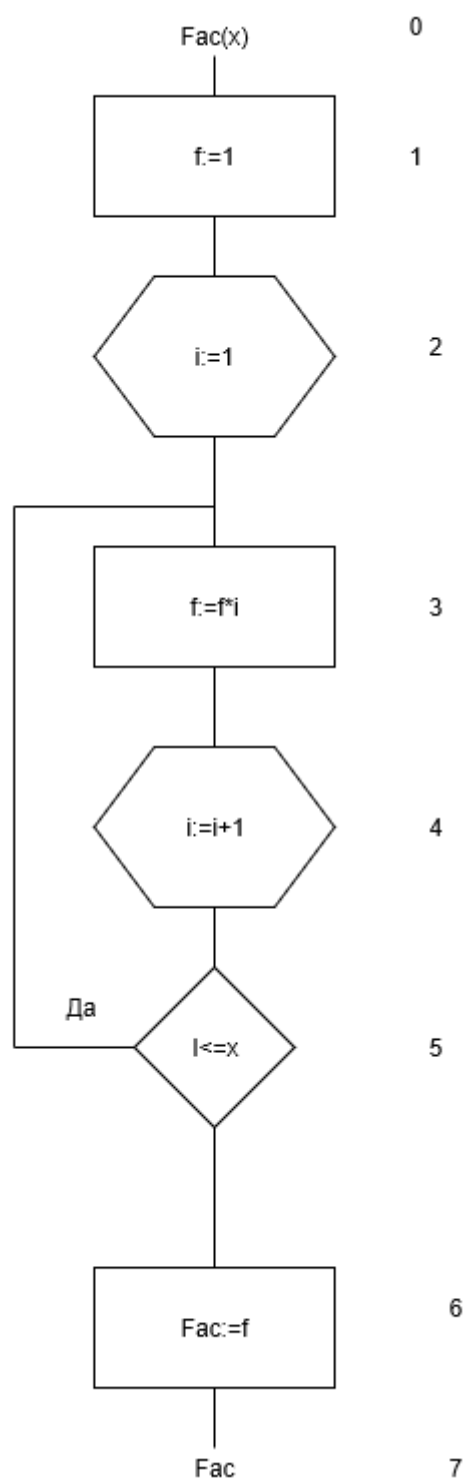 Fac(x) 0
f:=1 1
i:=1 2
f:=f*i 3
i:=i+1 4
Да
I<=x 5
Fac:=f 6
Fac 7